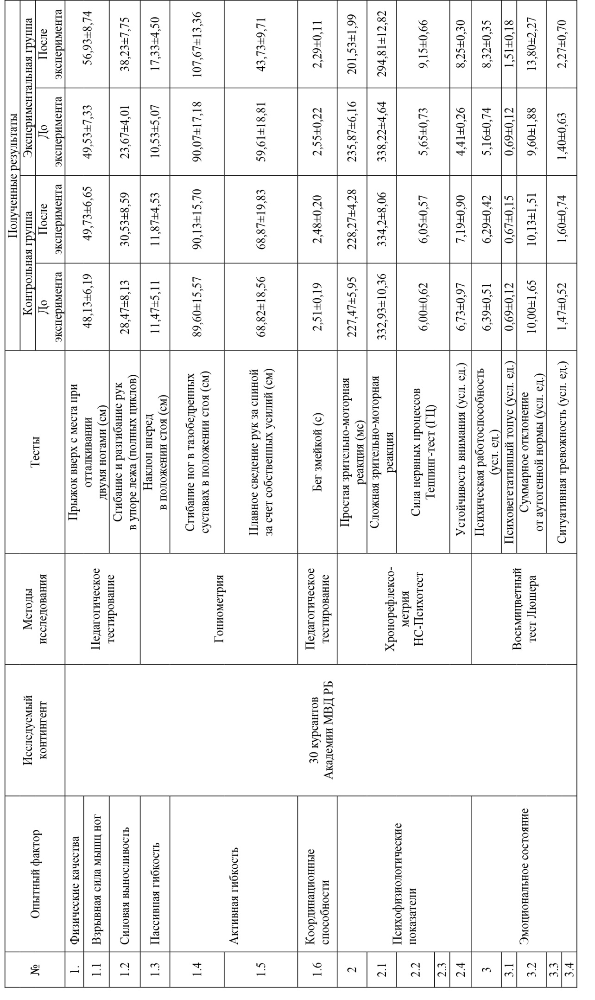 №
Опытный фактор
Исследуемый
контингент
Методы
исследования
Тесты
Полученные результаты
Контрольная группа
Экспериментальная группа
До
эксперимента
После
эксперимента
До
эксперимента
После
эксперимента
1.
Физические качества
30 курсантов
Академии МВД РБ
Педагогическое
тестирование
Прыжок вверх с места при
отталкивании
двумя ногами (см)
48,13±6,19
49,73±6,65
49,53±7,33
56,93±8,74
1.1
Взрывная сила мышц ног
1.2
Силовая выносливость
Сгибание и разгибание рук
в упоре лежа (полных циклов)
28,47±8,13
30,53±8,59
23,67±4,01
38,23±7,75
1.3
Пассивная гибкость
Гониометрия
Наклон вперед
в положении стоя (см)
11,47±5,11
11,87±4,53
10,53±5,07
17,33±4,50
1.4
Активная гибкость
Сгибание ног в тазобедренных
суставах в положении стоя (см)
89,60±15,57
90,13±15,70
90,07±17,18
107,67±13,36
1.5
Плавное сведение рук за спиной
за счет собственных усилий (см)
68,82±18,56
68,87±19,83
59,61±18,81
43,73±9,71
1.6
Координационные
способности
Педагогическое
тестирование
Бег змейкой (с)
2,51±0,19
2,48±0,20
2,55±0,22
2,29±0,11
2
Психофизиологические
показатели
Хронорефлексо-
метрия
НС-Психотест
Простая зрительно-моторная
реакция (мс)
227,47±5,95
228,27±4,28
235,87±6,16
201,53±1,99
2.1
Сложная зрительно-моторная
реакция
332,93±10,36
334,2±8,06
338,22±4,64
294,81±12,82
2.2
Сила нервных процессов
Теппинг-тест (ГЦ)
6,00±0,62
6,05±0,57
5,65±0,73
9,15±0,66
2.3
2.4
Устойчивость внимания (усл. ед.)
6,73±0,97
7,19±0,90
4,41±0,26
8,25±0,30
3
Эмоциональное состояние
Восьмицветный
тест Люшера
Психическая работоспособность
(усл. ед.)
6,39±0,51
6,29±0,42
5,16±0,74
8,32±0,35
3.1
Психовегетативный тонус (усл. ед.)
0,69±0,12
0,67±0,15
0,69±0,12
1,51±0,18
3.2
Суммарное отклонение
от аутогенной нормы (усл. ед.)
10,00±1,65
10,13±1,51
9,60±1,88
13,80±2,27
3.3
Ситуативная тревожность (усл. ед.)
1,47±0,52
1,60±0,74
1,40±0,63
2,27±0,70
3.4